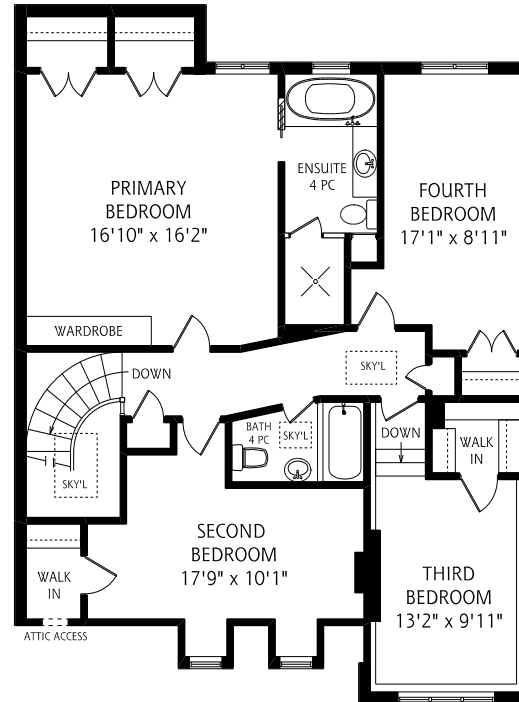 PRIMARY
BEDROOM
16'10" x 16'2"
ENSUITE
4 PC
FOURTH
BEDROOM
17'1" x 8'11"
WARDROBE
DOWN
SKY'L
SKY'L
BATH
4 PC
SKY'L
DOWN
WALK
IN
SECOND
BEDROOM
17'9" x 10'1"
WALK
IN
ATTIC ACCESS
THIRD
BEDROOM
13'2" x 9'11"